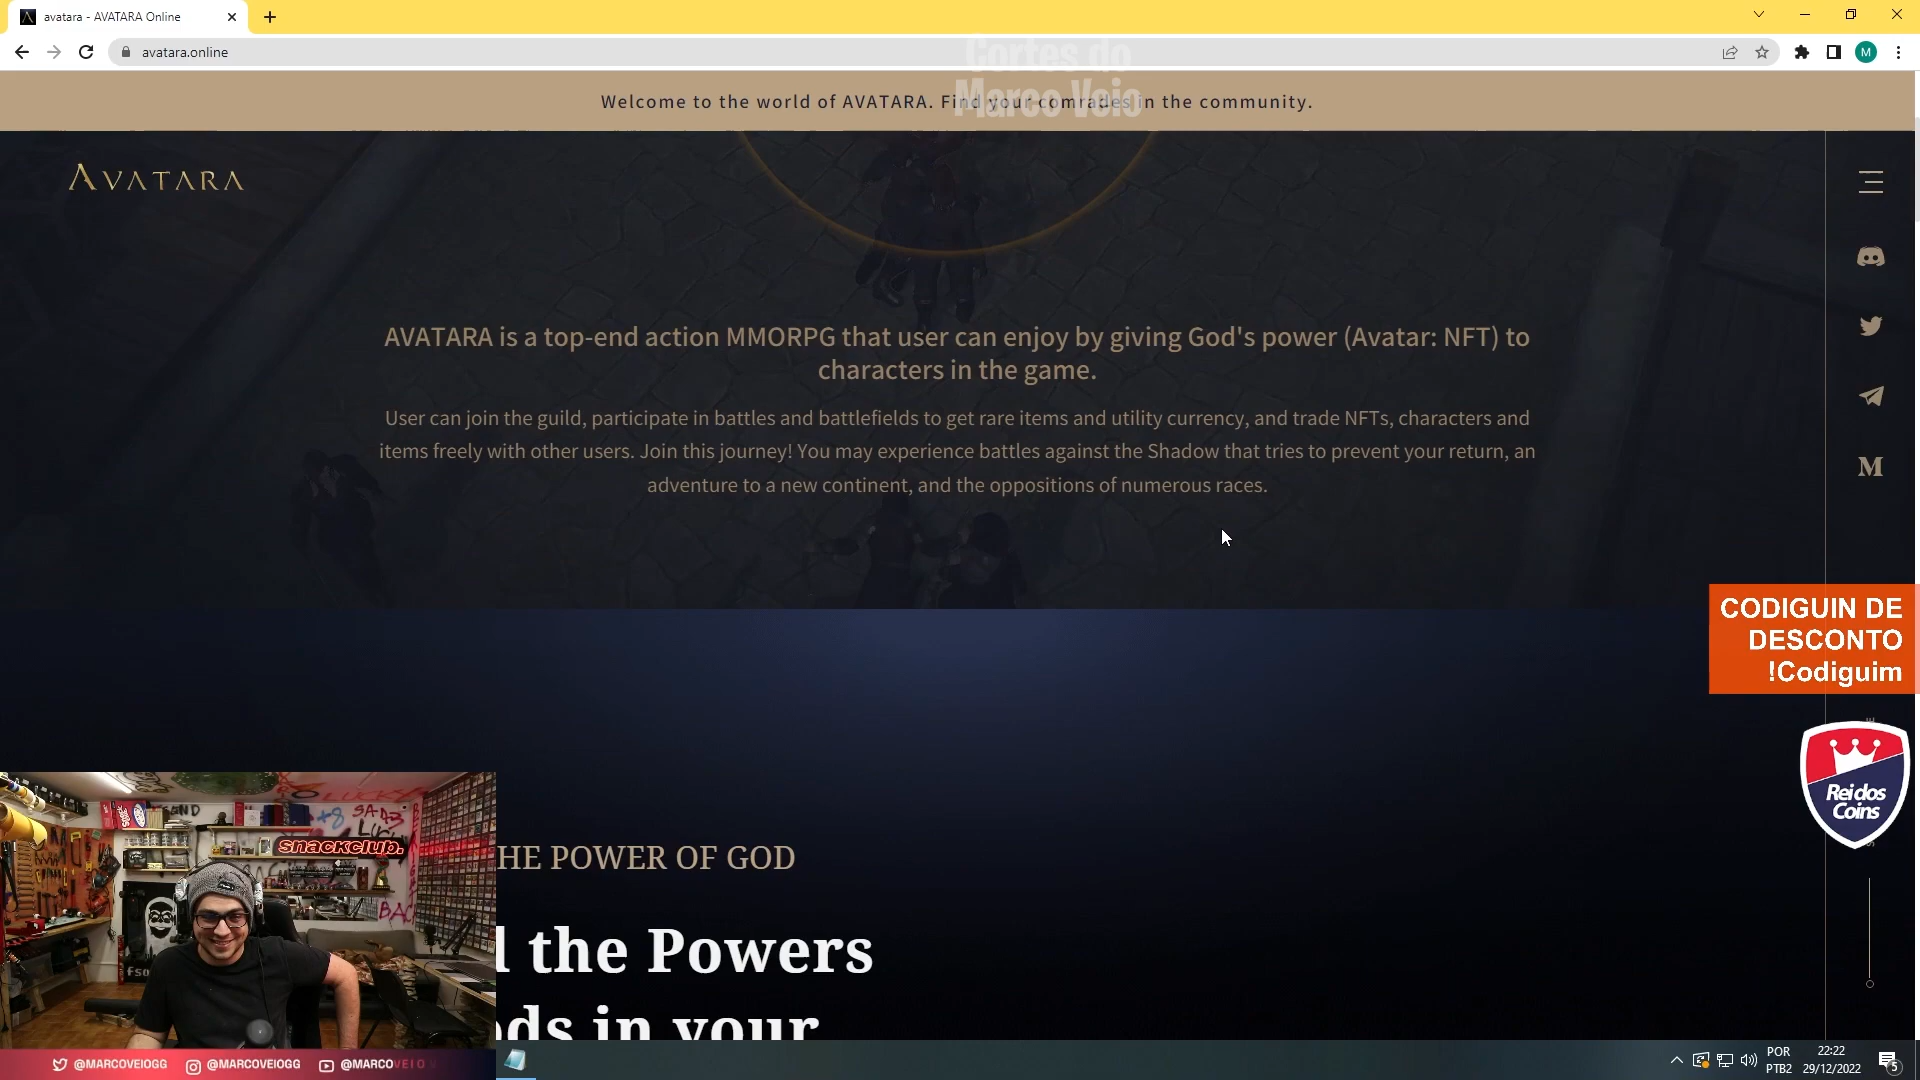 avatara - AVATARA Online
avatara.online
M
Cortes do
Marco Veio
Welcome to the world of AVATARA. Find your comrades in the community.
AVATARA
AVATARA is a top-end action MMORPG that user can enjoy by giving God's power (Avatar: NFT) to
characters in the game.
User can join the guild, participate in battles and battlefields to get rare items and utility currency, and trade NFTs, characters and
items freely with other users. Join this journey! You may experience battles against the Shadow that tries to prevent your return, an
adventure to a new continent, and the oppositions of numerous races.
M
CODIGUIN DE
DESCONTO
!Codiguim
Rei dos
Coins
HE POWER OF GOD
the Powers
ds in your
snackclub.
@MARCOVEIOGG
@MARCOVEIOGG
@MARCOVEIO
POR
PTB2
22:22
29/12/2022
5